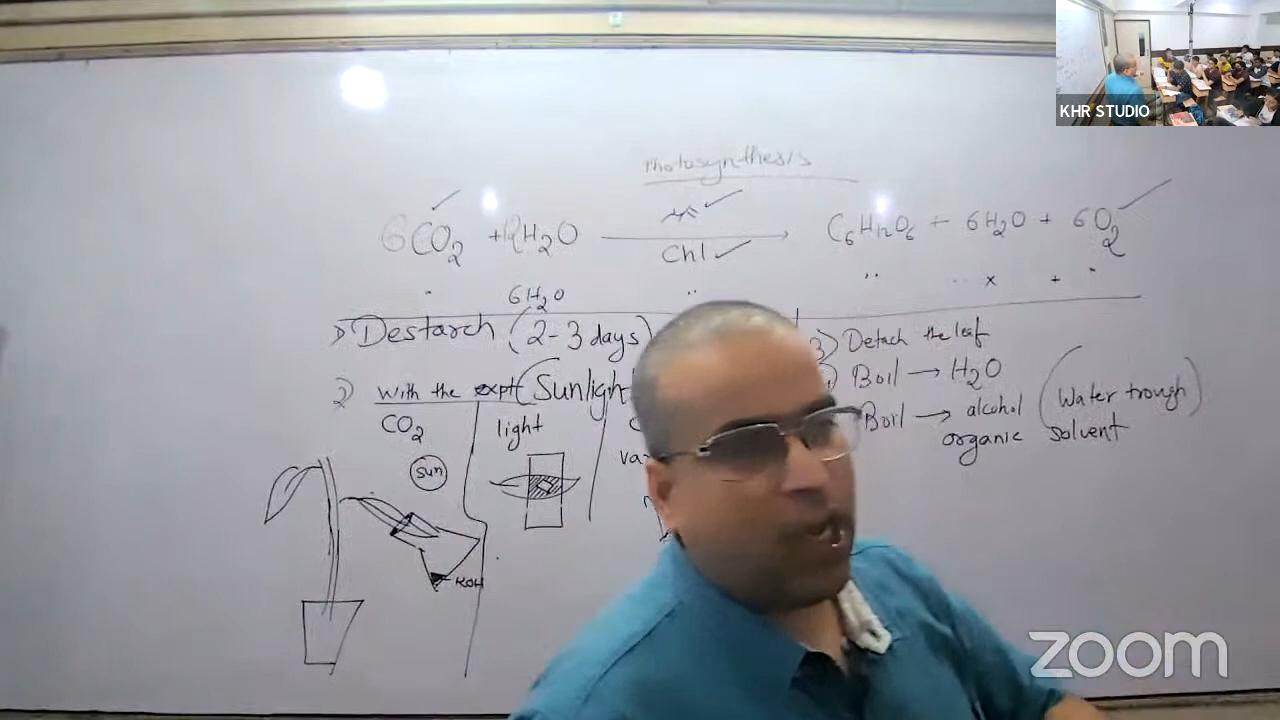 KHR STUDIO
Photosynthesis
6CO2 + 12H2O Chl C6H12O6 + 6H2O + 6O2
6H2O
1) Destarch (2-3 days)
2) With the expt (Sunligh
CO2
light
Sun
KOH
3) Detach the leaf
Boil → H2O
Boil → alcohol (Water trough)
organic solvent
zoom